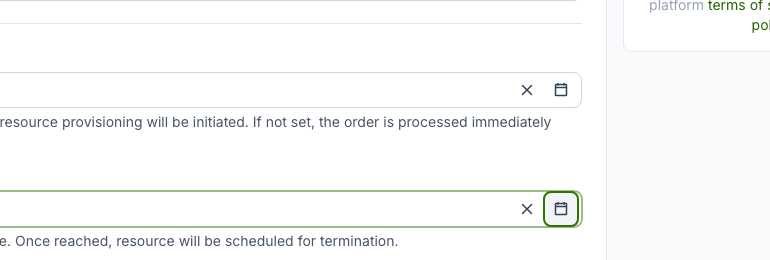 platform terms of
resource provisioning will be initiated. If not set, the order is processed immediately
e. Once reached, resource will be scheduled for termination.